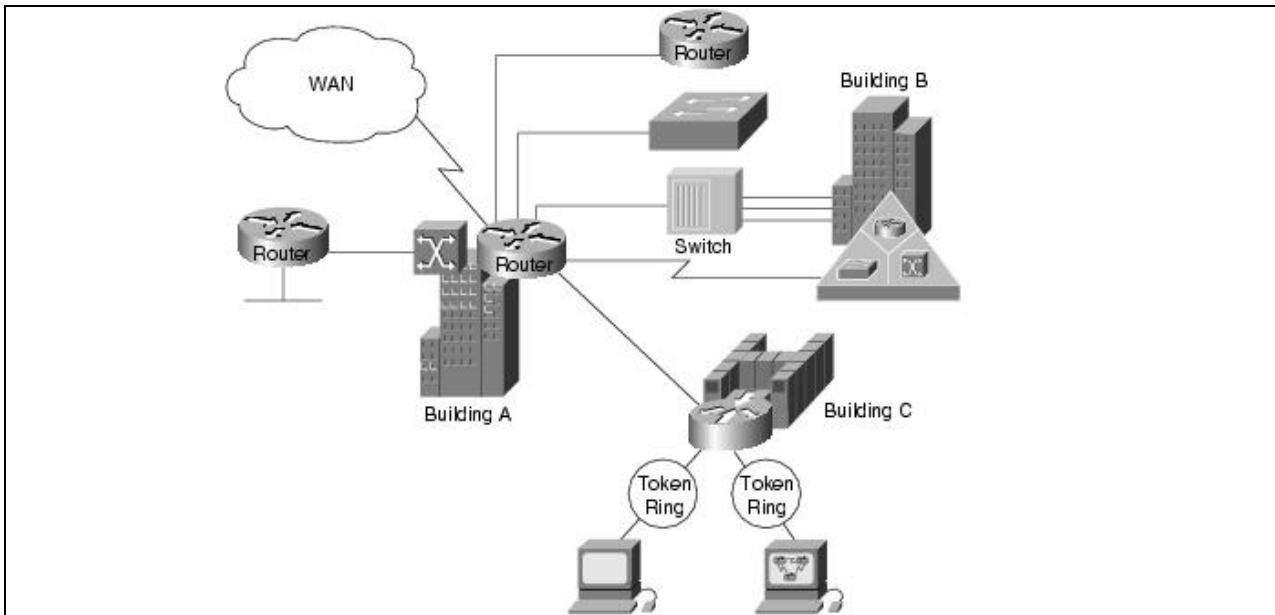 Router
WAN
Building B
Switch
Router
Router
Building A
Building C
Token
Ring
Token
Ring